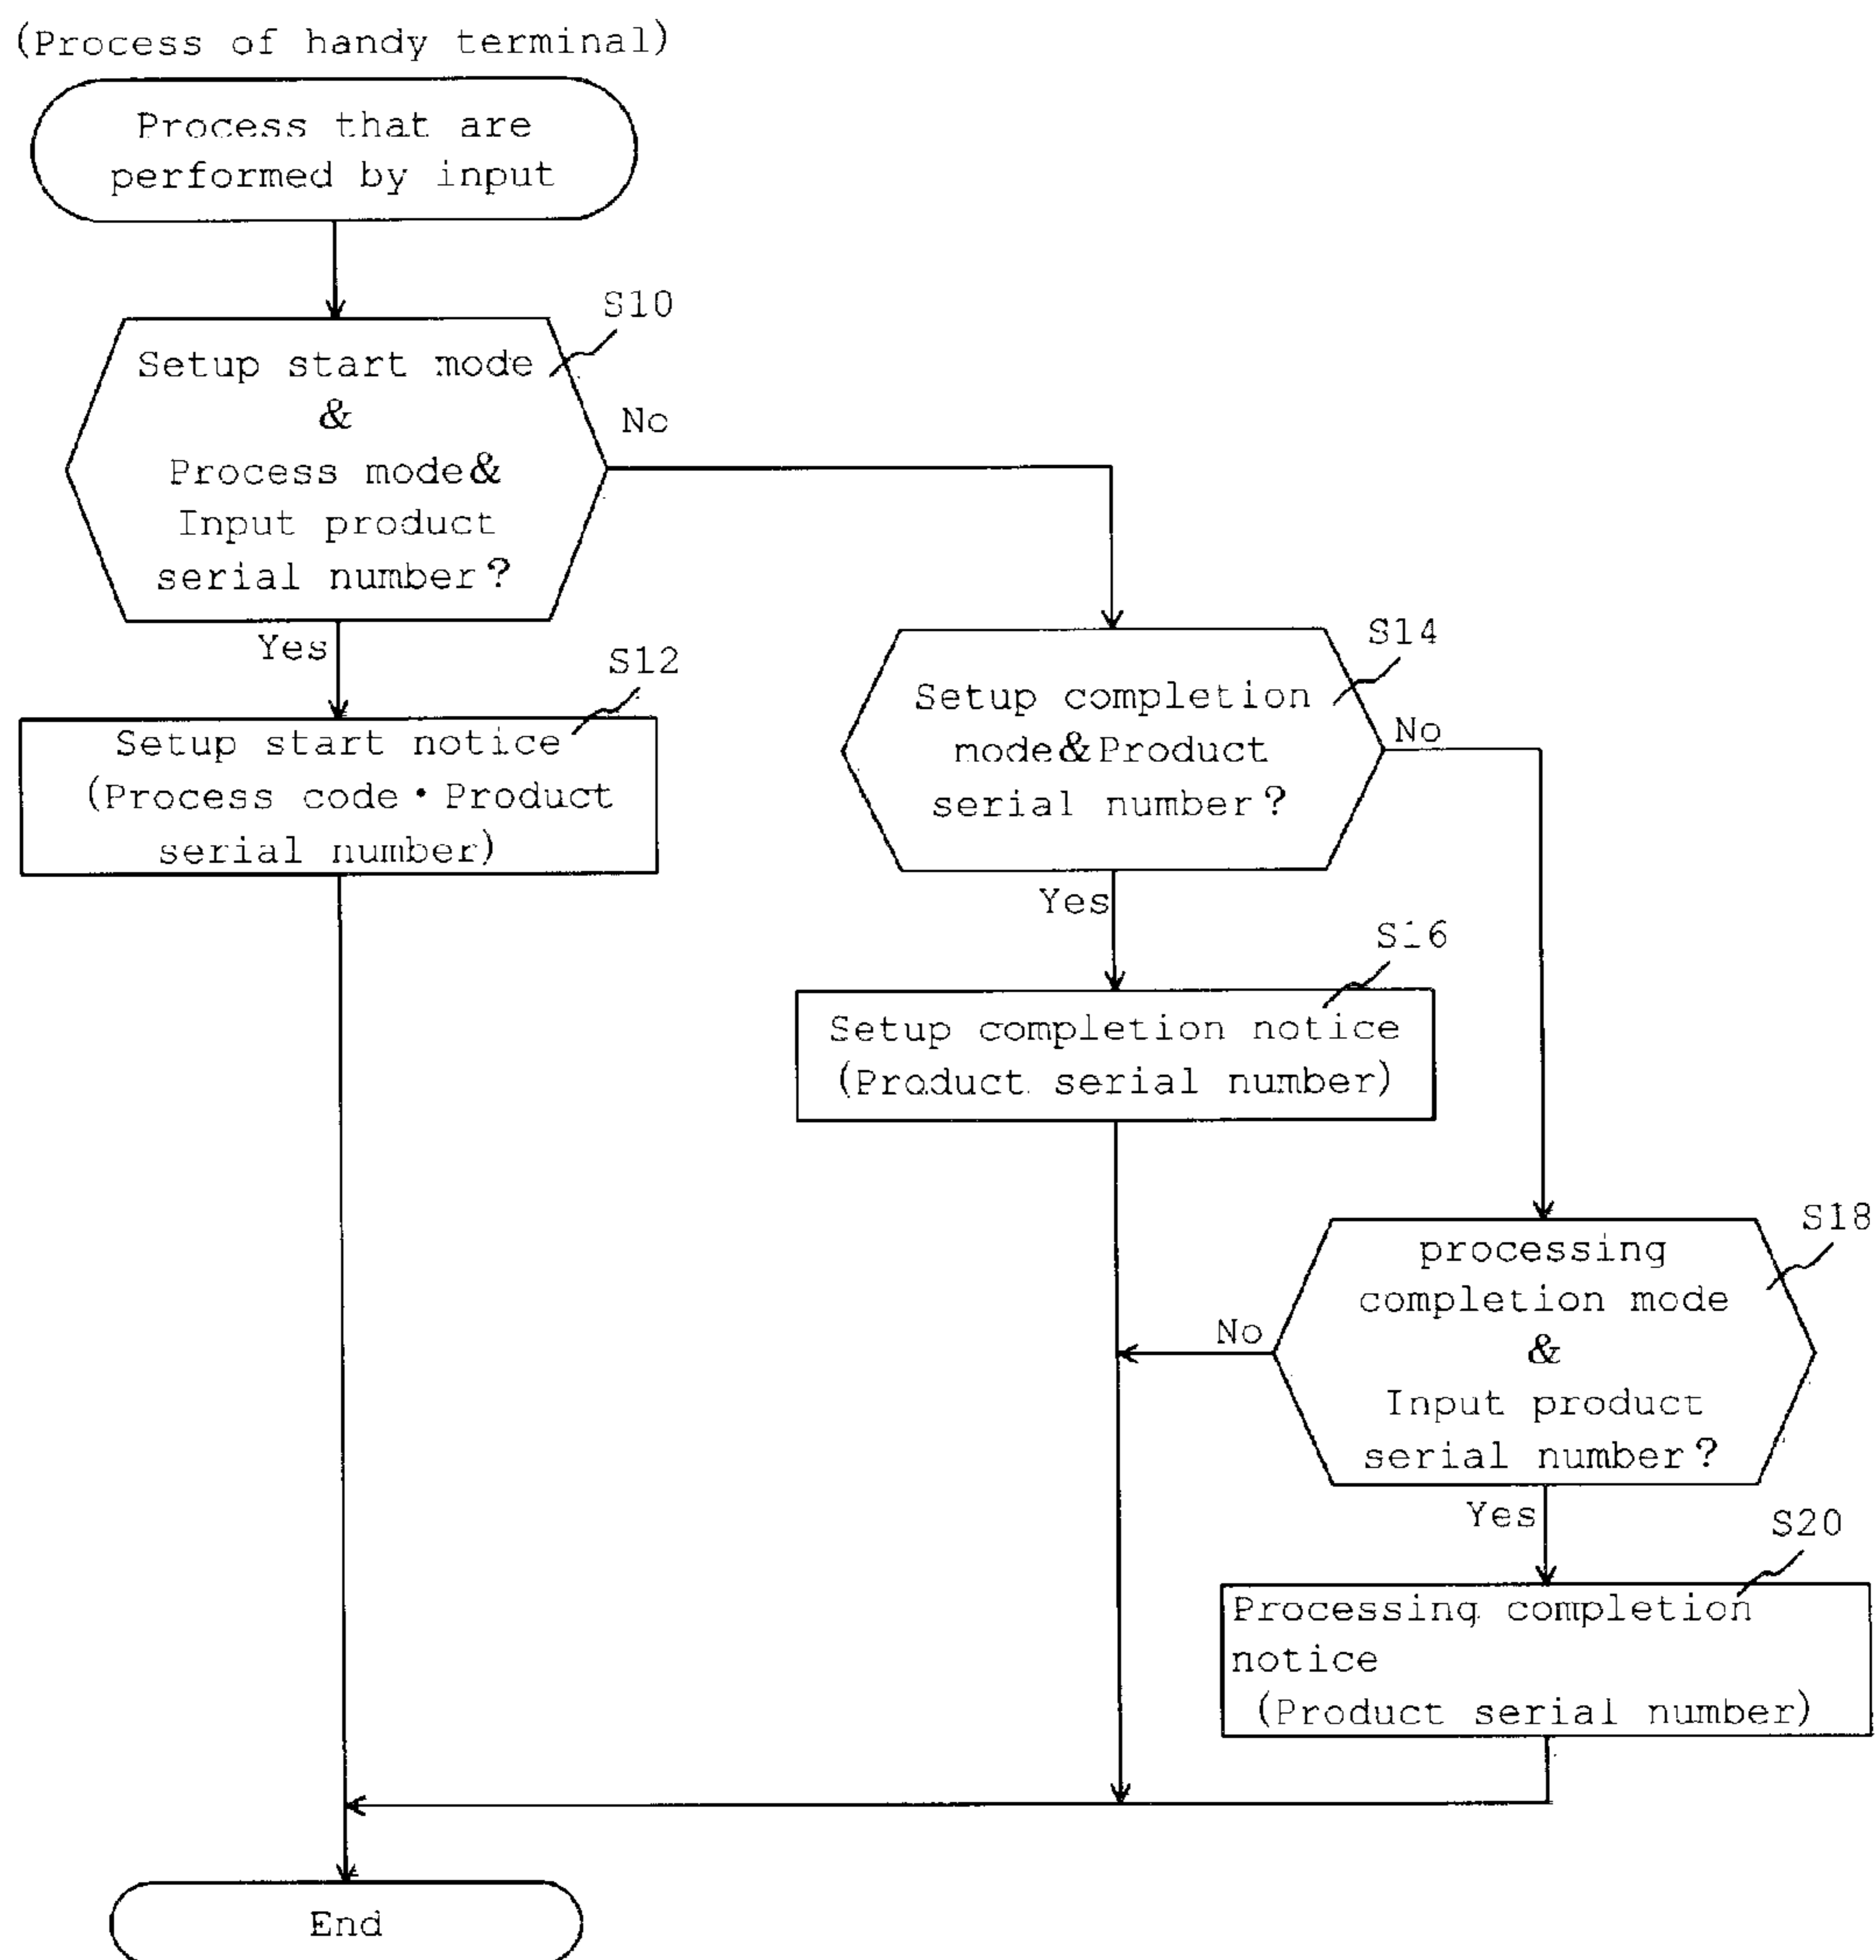 (Process of handy terminal)
Process that are
performed by input
S10
Setup start mode
&
Process mode&
Input product
serial number?
No
Yes
S12
Setup start notice
(Process code・Product
serial number)
S14
Setup completion
mode&Product
serial number?
No
Yes
S16
Setup completion notice
(Product serial number)
S18
processing
completion mode
&
Input product
serial number?
No
Yes
S20
Processing completion
notice
(Product serial number)
End